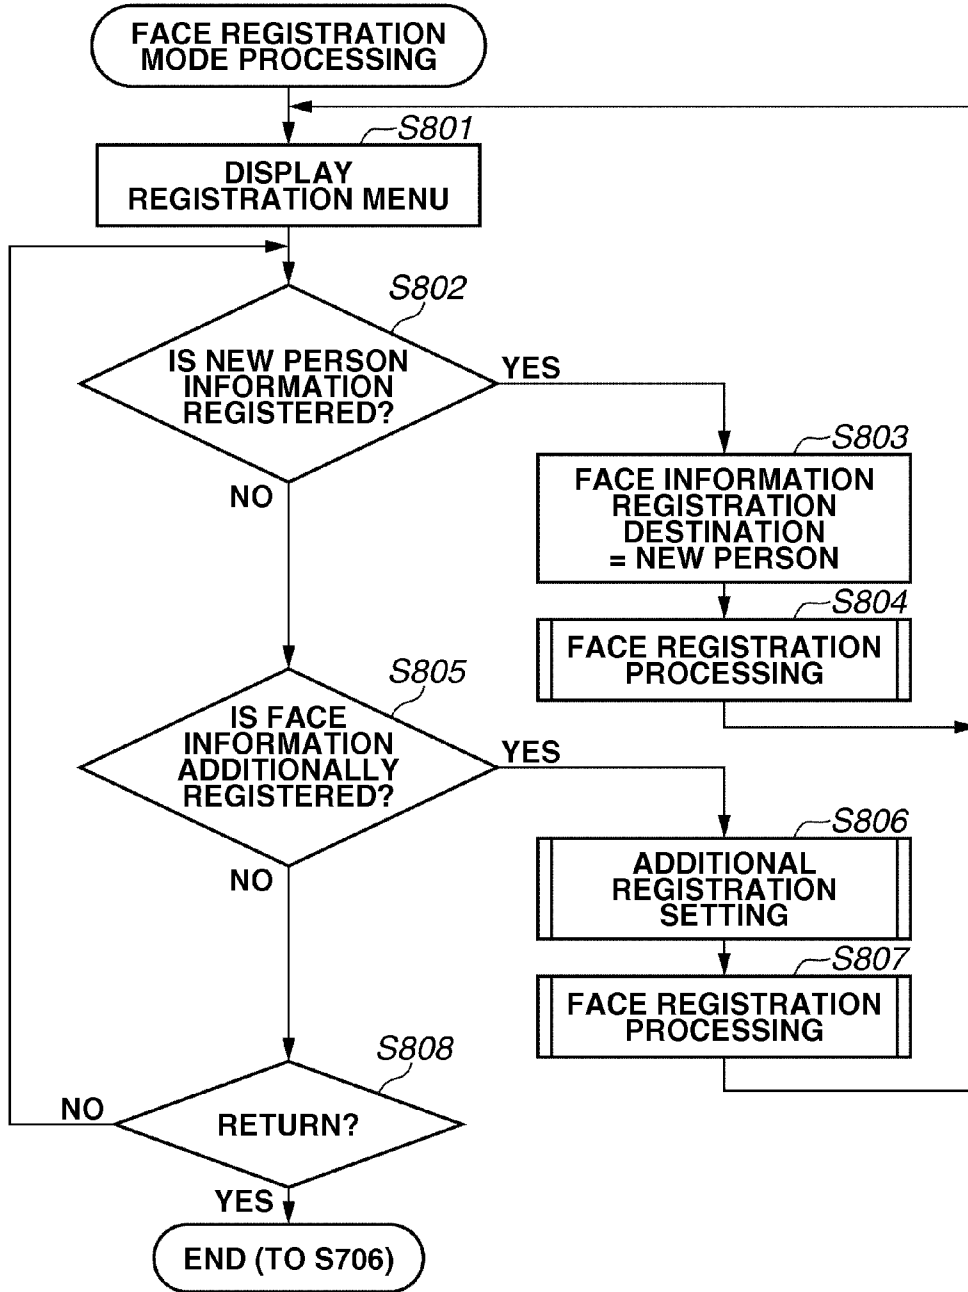 FACE REGISTRATION
MODE PROCESSING
S801
DISPLAY
REGISTRATION MENU
S802
IS NEW PERSON
INFORMATION
REGISTERED?
YES
NO
S803
FACE INFORMATION
REGISTRATION
DESTINATION
= NEW PERSON
S804
FACE REGISTRATION
PROCESSING
S805
IS FACE
INFORMATION
ADDITIONALLY
REGISTERED?
YES
NO
S806
ADDITIONAL
REGISTRATION
SETTING
S807
FACE REGISTRATION
PROCESSING
S808
RETURN?
NO
YES
END (TO S706)